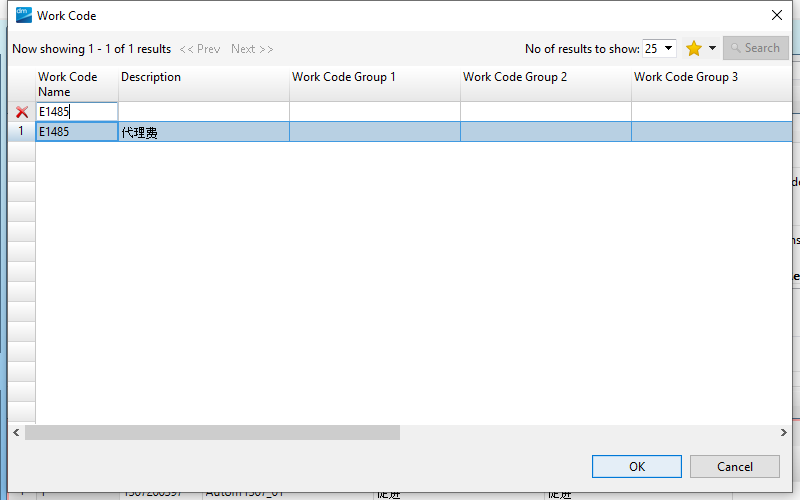 dm Work Code
Now showing 1 - 1 of 1 results << Prev Next >> No of results to show: 25 Search
Work Code Name Description Work Code Group 1 Work Code Group 2 Work Code Group 3
E1485
1 E1485 代理费
OK Cancel